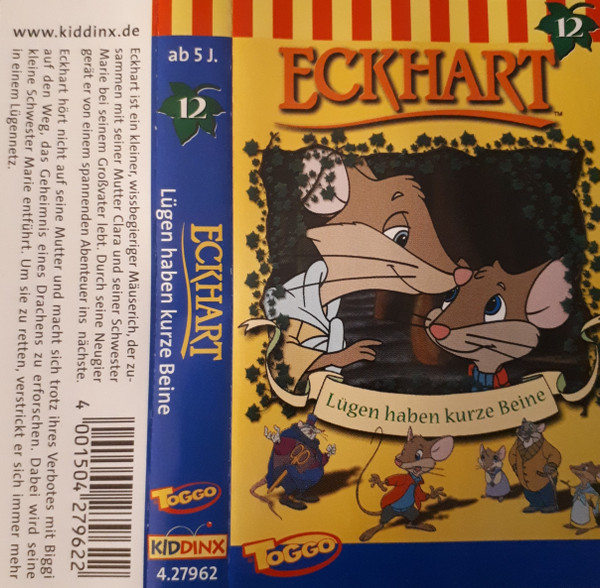 www.kiddinx.de
Eckhart ist ein kleiner, wissbegieriger Mäuserich, der zu-
sammen mit seiner Mutter Clara und seiner Schwester
Marie bei seinem Großvater lebt. Durch seine Neugier
gerät er von einem spannenden Abenteuer ins nächste.
Eckhart hört nicht auf seine Mutter und macht sich trotz ihres Verbotes mit Biggi
auf den Weg, das Geheimnis eines Drachens zu erforschen. Dabei wird seine
kleine Schwester Marie entführt. Um sie zu retten, verstrickt er sich immer mehr
in einem Lügennetz.
4 001504 279622
ab 5 J.
12
ECKHART
Lügen haben kurze Beine
TOGGO
KIDDINX
4.27962
12
ECKHART™
Lügen haben kurze Beine
TOGGO